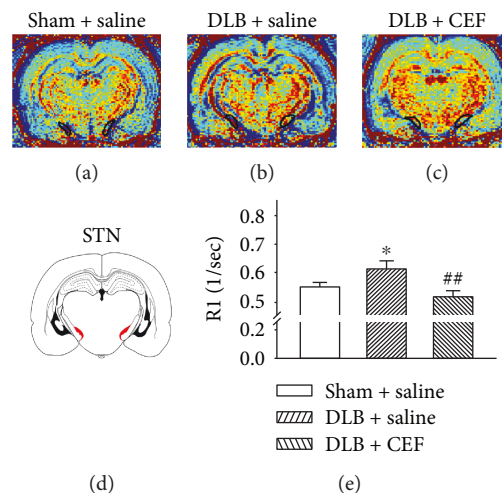 Sham + saline
DLB + saline
DLB + CEF
(a)
(b)
(c)
STN
(d)
R1 (1/sec)
0.8
0.7
0.6
0.5
0.2
0.0
*
##
Sham + saline
DLB + saline
DLB + CEF
(e)